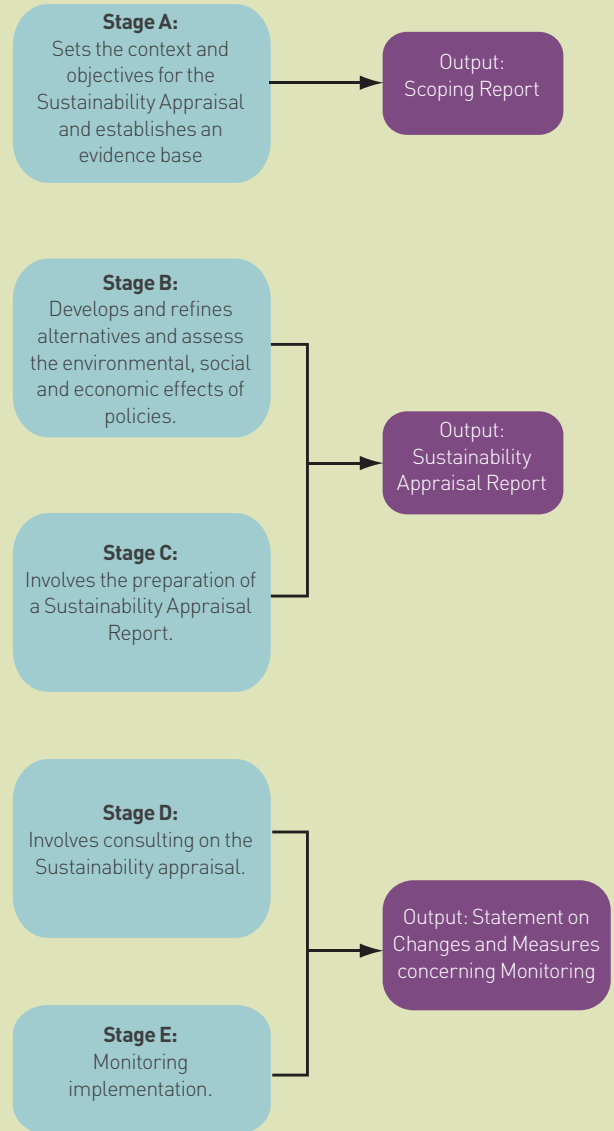 Stage A:
Sets the context and
objectives for the
Sustainability Appraisal
and establishes an
evidence base
Output:
Scoping Report
Stage B:
Develops and refines
alternatives and assess
the environmental, social
and economic effects of
policies.
Output:
Sustainability
Appraisal Report
Stage C:
Involves the preparation of
a Sustainability Appraisal
Report.
Stage D:
Involves consulting on the
Sustainability appraisal.
Output: Statement on
Changes and Measures
concerning Monitoring
Stage E:
Monitoring
implementation.